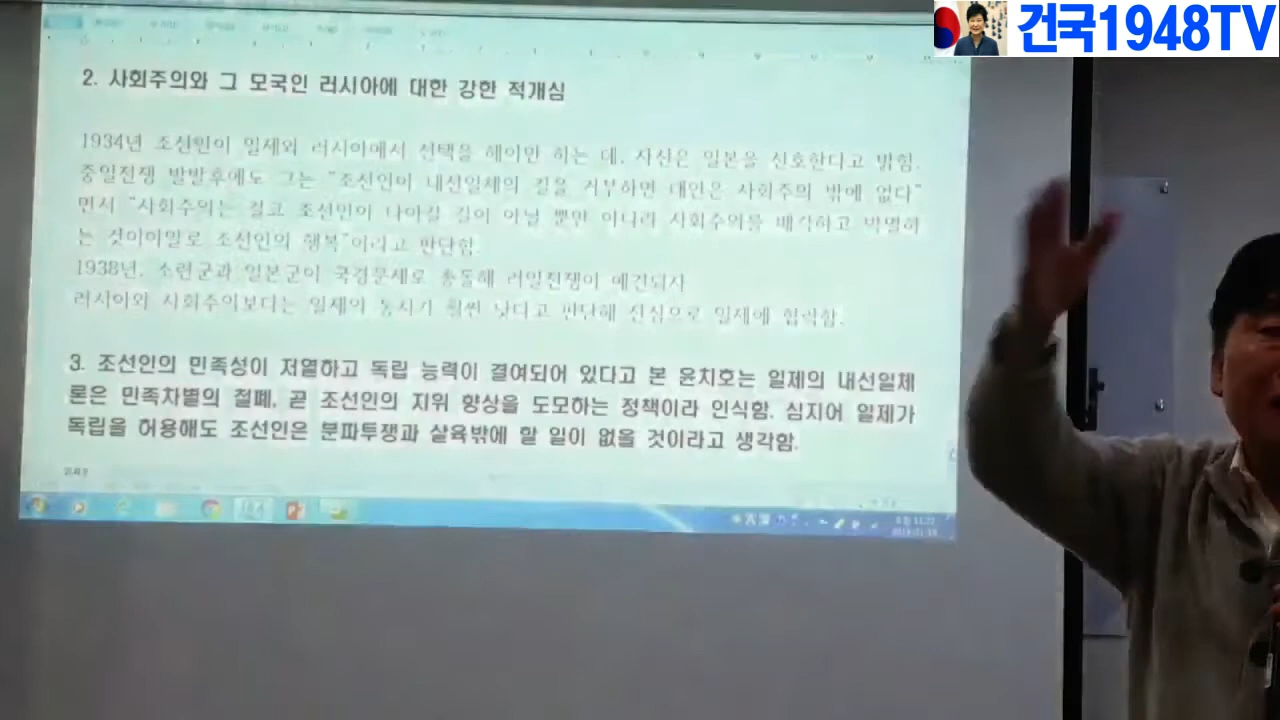 건국1948TV
2. 사회주의와 그 모국인 러시아에 대한 강한 적개심
1934년 조선인이 일제와 러시아에서 선택을 해야만 하는 데, 자신은 일본을 선호한다고 밝힘.
중일전쟁 발발후에도 그는 "조선인이 내선일체의 길을 거부하면 대안은 사회주의 밖에 없다"
면서 "사회주의는 결코 조선인이 나아갈 길이 아닐 뿐만 아니라 사회주의를 배격하고 박멸하
는 것이야말로 조선인의 행복"이라고 판단함.
1938년, 소련군과 일본군이 국경문제로 충돌해 러일전쟁이 예견되자
러시아와 사회주의보다는 일제의 통치가 훨씬 낫다고 판단해 진심으로 일제에 협력함.
3. 조선인의 민족성이 저열하고 독립 능력이 결여되어 있다고 본 윤치호는 일제의 내선일체
론은 민족차별의 철폐, 곧 조선인의 지위 향상을 도모하는 정책이라 인식함. 심지어 일제가
독립을 허용해도 조선인은 분파투쟁과 살육밖에 할 일이 없을 것이라고 생각함.